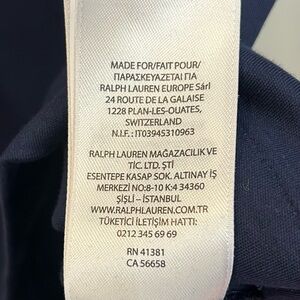 MADE FOR/FAIT POUR/
ΠΑΡΑΣΚΕΥΑΖΕΤΑΙ ΓΙΑ
RALPH LAUREN EUROPE Sárl
24 ROUTE DE LA GALAISE
1228 PLAN-LES-OUATES,
SWITZERLAND
N.I.F. : IT03945310963
RALPH LAUREN MAĞAZACILIK VE
TİC. LTD. ŞTİ
ESENTEPE KASAP SOK. ALTINAY İŞ
MERKEZİ NO:8-10 K:4 34360
ŞİŞLİ – İSTANBUL
WWW.RALPHLAUREN.COM.TR
TÜKETİCİ İLETİŞİM HATTI:
0212 345 69 69
RN 41381
CA 56658